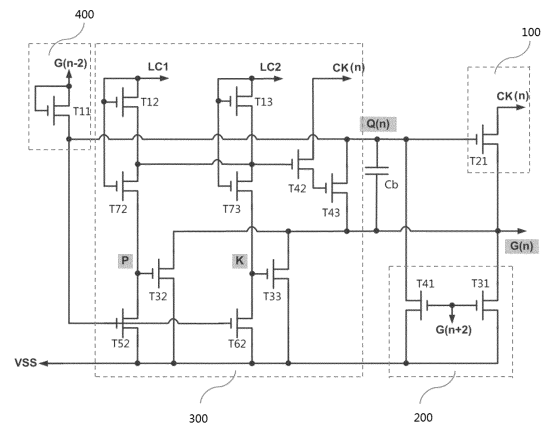 400
100
G(n-2)
LC1
LC2
CK(n)
CK(n)
T11
T12
T13
Q(n)
T21
T42
Cb
T72
T73
T43
G(n)
P
K
T32
T33
T41
T31
T52
T62
G(n+2)
VSS
300
200